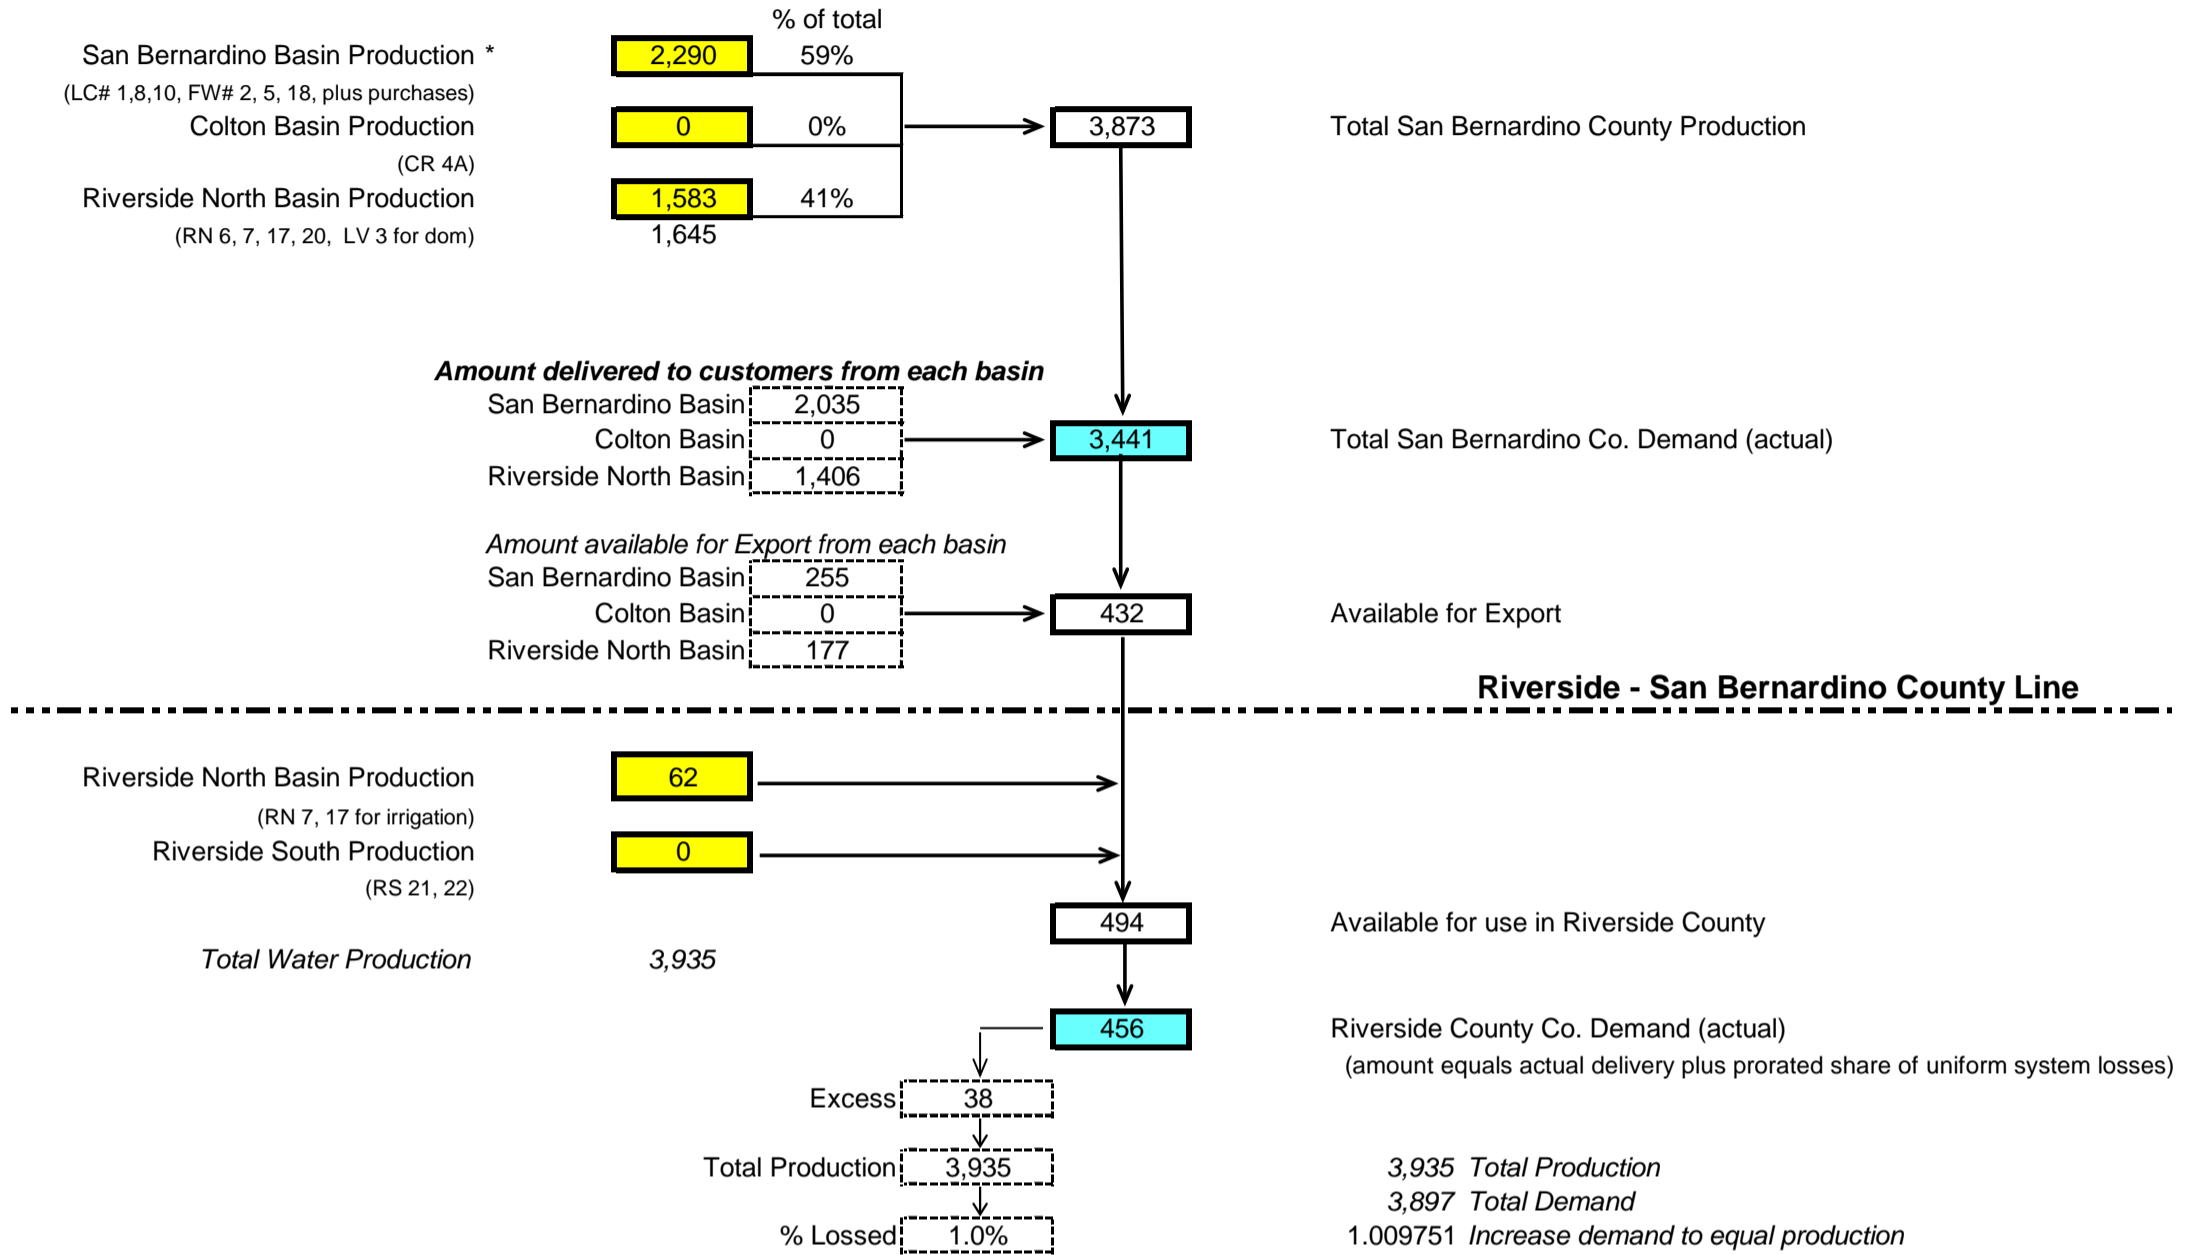 % of total
San Bernardino Basin Production * 2,290 59%
(LC# 1,8,10, FW# 2, 5, 18, plus purchases)
Colton Basin Production 0 0% 3,873 Total San Bernardino County Production
(CR 4A)
Riverside North Basin Production 1,583 41%
(RN 6, 7, 17, 20, LV 3 for dom) 1,645
Amount delivered to customers from each basin
San Bernardino Basin 2,035
Colton Basin 0 3,441 Total San Bernardino Co. Demand (actual)
Riverside North Basin 1,406
Amount available for Export from each basin
San Bernardino Basin 255
Colton Basin 0 432 Available for Export
Riverside North Basin 177
Riverside - San Bernardino County Line
Riverside North Basin Production 62
(RN 7, 17 for irrigation)
Riverside South Production 0
(RS 21, 22)
494 Available for use in Riverside County
Total Water Production 3,935
456 Riverside County Co. Demand (actual)
(amount equals actual delivery plus prorated share of uniform system losses)
Excess 38
Total Production 3,935 3,935 Total Production
3,897 Total Demand
% Lossed 1.0% 1.009751 Increase demand to equal production